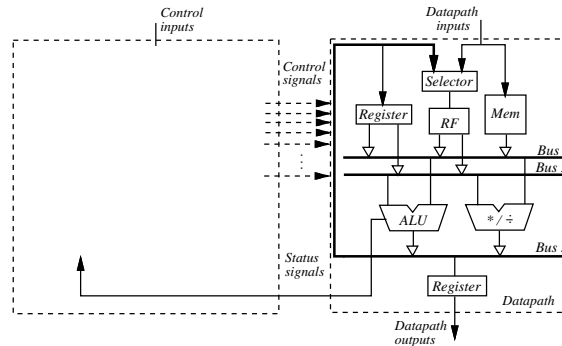 Control
inputs
Datapath
inputs
Control
signals
Selector
Register
RF
Mem
Bus
Bus
ALU
* / ÷
Bus
Status
signals
Register
Datapath
Datapath
outputs